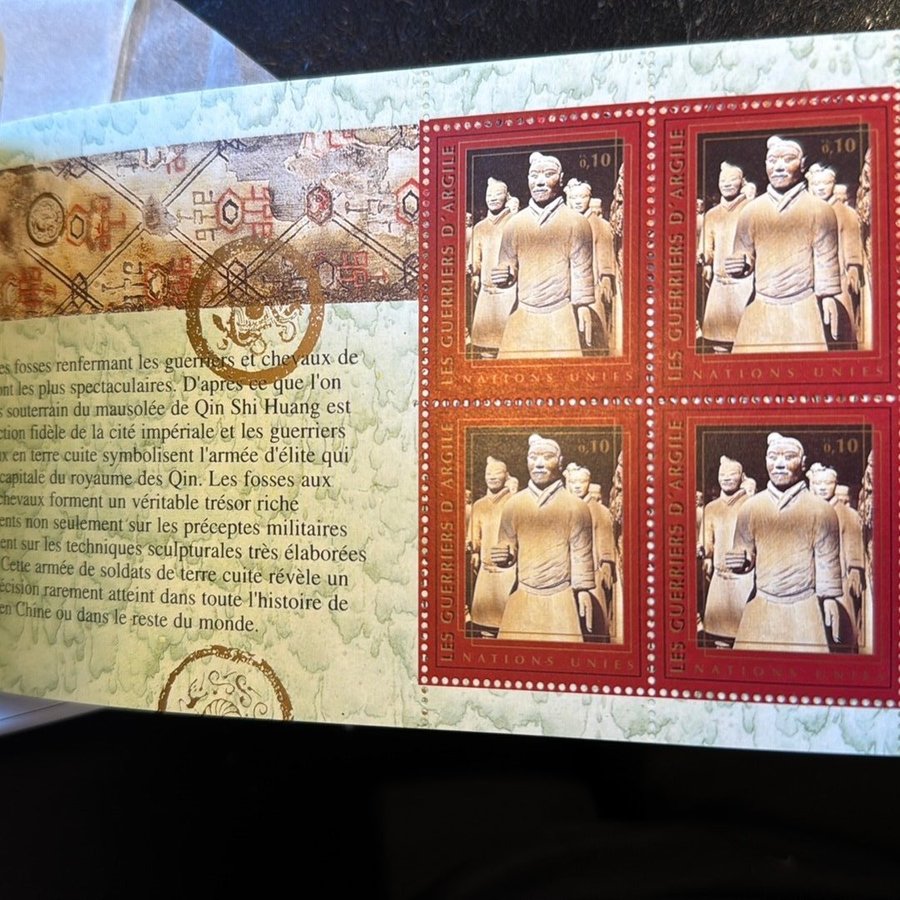 es fosses renfermant les guerriers et chevaux de
ont les plus spectaculaires. D'après ce que l'on
s souterrain du mausolée de Qin Shi Huang est
ction fidèle de la cité impériale et les guerriers
ux en terre cuite symbolisent l'armée d'élite qui
capitale du royaume des Qin. Les fosses aux
chevaux forment un véritable trésor riche
ents non seulement sur les préceptes militaires
ent sur les techniques sculpturales très élaborées
Cette armée de soldats de terre cuite révèle un
écision rarement atteint dans toute l'histoire de
en Chine ou dans le reste du monde.
LES GUERRIERS D'ARGILE
0,10
NATIONS UNIES
LES GUERRIERS D'ARGILE
0,10
NATIONS UNIES
LES GUERRIERS D'ARGILE
0,10
NATIONS UNIES
LES GUERRIERS D'ARGILE
0,10
NATIONS UNIES